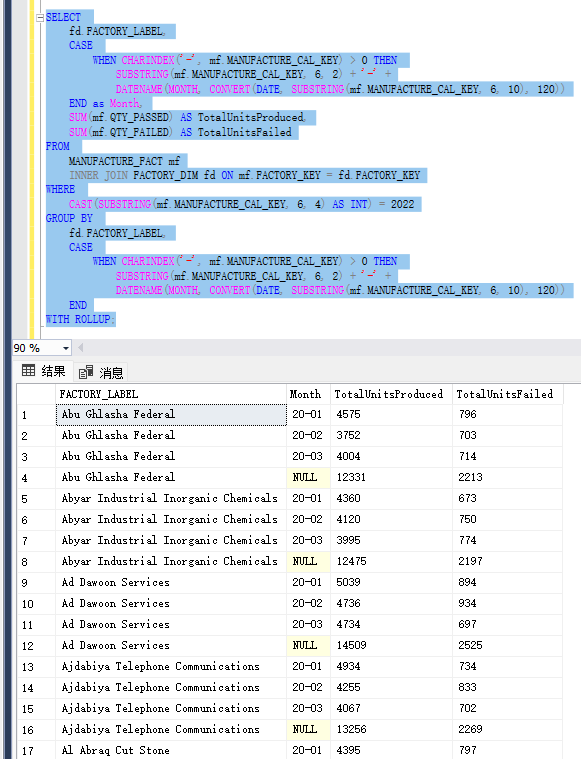 SELECT
fd.FACTORY_LABEL,
CASE
WHEN CHARINDEX('-', mf.MANUFACTURE_CAL_KEY) > 0 THEN
SUBSTRING(mf.MANUFACTURE_CAL_KEY, 6, 2) + '-' +
DATENAME(MONTH, CONVERT(DATE, SUBSTRING(mf.MANUFACTURE_CAL_KEY, 6, 10), 120))
END as Month,
SUM(mf.QTY_PASSED) AS TotalUnitsProduced,
SUM(mf.QTY_FAILED) AS TotalUnitsFailed
FROM
MANUFACTURE_FACT mf
INNER JOIN FACTORY_DIM fd ON mf.FACTORY_KEY = fd.FACTORY_KEY
WHERE
CAST(SUBSTRING(mf.MANUFACTURE_CAL_KEY, 6, 4) AS INT) = 2022
GROUP BY
fd.FACTORY_LABEL,
CASE
WHEN CHARINDEX('-', mf.MANUFACTURE_CAL_KEY) > 0 THEN
SUBSTRING(mf.MANUFACTURE_CAL_KEY, 6, 2) + '-' +
DATENAME(MONTH, CONVERT(DATE, SUBSTRING(mf.MANUFACTURE_CAL_KEY, 6, 10), 120))
END
WITH ROLLUP;
90 %
结果 消息
FACTORY_LABEL Month TotalUnitsProduced TotalUnitsFailed
1 Abu Ghlasha Federal 20-01 4575 796
2 Abu Ghlasha Federal 20-02 3752 703
3 Abu Ghlasha Federal 20-03 4004 714
4 Abu Ghlasha Federal NULL 12331 2213
5 Abyar Industrial Inorganic Chemicals 20-01 4360 673
6 Abyar Industrial Inorganic Chemicals 20-02 4120 750
7 Abyar Industrial Inorganic Chemicals 20-03 3995 774
8 Abyar Industrial Inorganic Chemicals NULL 12475 2197
9 Ad Dawoon Services 20-01 5039 894
10 Ad Dawoon Services 20-02 4736 934
11 Ad Dawoon Services 20-03 4734 697
12 Ad Dawoon Services NULL 14509 2525
13 Ajdabiya Telephone Communications 20-01 4934 734
14 Ajdabiya Telephone Communications 20-02 4255 833
15 Ajdabiya Telephone Communications 20-03 4067 702
16 Ajdabiya Telephone Communications NULL 13256 2269
17 Al Abraq Cut Stone 20-01 4395 797